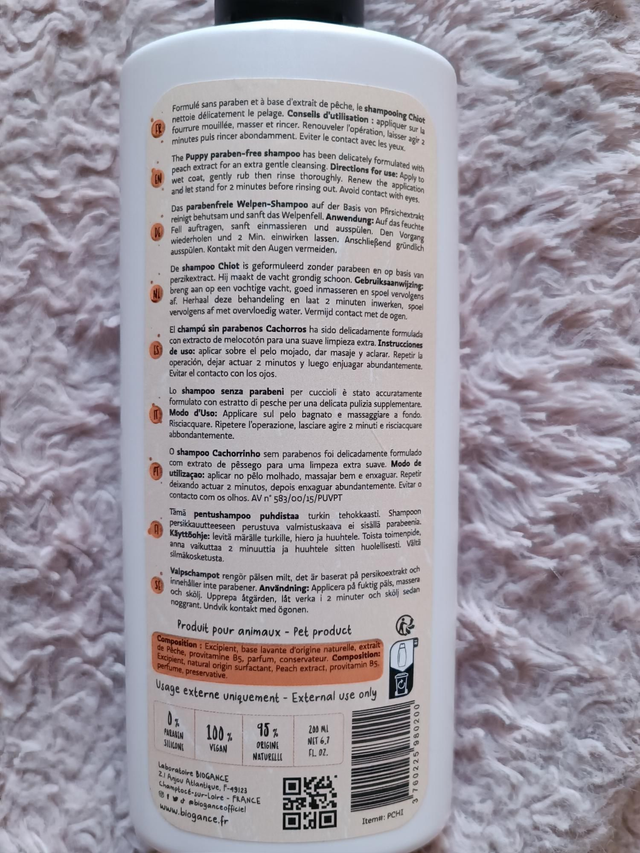 FR
Formulé sans paraben et à base d'extrait de pêche, le shampooing Chiot
nettoie délicatement le pelage. Conseils d'utilisation : appliquer sur la
fourrure mouillée, masser et rincer. Renouveler l'opération, laisser agir 2
minutes puis rincer abondamment. Eviter le contact avec les yeux.
EN
The Puppy paraben-free shampoo has been delicately formulated with
peach extract for an extra gentle cleansing. Directions for use: Apply to
wet coat, gently rub then rinse thoroughly. Renew the application
and let stand for 2 minutes before rinsing out. Avoid contact with eyes.
DE
Das parabenfreie Welpen-Shampoo auf der Basis von Pfirsichextrakt
reinigt behutsam und sanft das Welpenfell. Anwendung: Auf das feuchte
Fell auftragen, sanft einmassieren und ausspülen. Den Vorgang
wiederholen und 2 Min. einwirken lassen. Anschließend gründlich
ausspülen. Kontakt mit den Augen vermeiden.
NL
De shampoo Chiot is geformuleerd zonder parabeen en op basis van
perzikextract. Hij maakt de vacht grondig schoon. Gebruiksaanwijzing:
breng aan op een vochtige vacht, goed inmasseren en spoel vervolgens
af. Herhaal deze behandeling en laat 2 minuten inwerken, spoel
vervolgens af met overvloedig water. Vermijd contact met de ogen.
ES
El champú sin parabenos Cachorros ha sido delicadamente formulada
con extracto de melocotón para una suave limpieza extra. Instrucciones
de uso: aplicar sobre el pelo mojado, dar masaje y aclarar. Repetir la
operación, dejar actuar 2 minutos y luego enjuagar abundamente.
Evitar el contacto con los ojos.
IT
Lo shampoo senza parabeni per cuccioli è stato accuratamente
formulato con estratto di pesche per una delicata pulizia supplementare.
Modo d'Uso: Applicare sul pelo bagnato e massaggiare a fondo.
Risciacquare. Ripetere l'operazione, lasciare agire 2 minuti e risciacquare
abbondantemente.
PT
O shampoo Cachorrinho sem parabenos foi delicadamente formulado
com extrato de pêssego para uma limpeza extra suave. Modo de
utilizaçao: aplicar no pêlo molhado, massajar bem e enxaguar. Repetir
deixando actuar 2 minutos, depois enxaguar abundantemente. Evitar o
contacto com os olhos. AV n° 583/00/15/PUVPT
FI
Tämä pentushampoo puhdistaa turkin tehokkaasti. Shampoon
persikkauutteeseen perustuva valmistuskaava ei sisällä parabeenia.
Käyttöohje: levitä märälle turkille, hiero ja huuhtele. Toista toimenpide,
anna vaikuttaa 2 minuuttia ja huuhtele sitten huolellisesti. Vältä
silmäkosketusta.
SE
Valpschampot rengör pälsen milt, det är baserat på persikoextrakt och
innehåller inte parabener. Användning: Applicera på fuktig päls, massera
och skölj. Upprepa åtgärden, låt verka i 2 minuter och skölj sedan
noggrant. Undvik kontakt med ögonen.
Produit pour animaux - Pet product
Composition : Excipient, base lavante d'origine naturelle, extrait
de Pêche, provitamine B5, parfum, conservateur. Composition:
Excipient, natural origin surfactant, Peach extract, provitamin B5,
perfume, preservative.
Usage externe uniquement - External use only
0%
PARABEN
SILICONE
100%
VEGAN
95%
ORIGINE
NATURELLE
200 ML
NET 6,7
FL. OZ.
Laboratoire BIOGANCE
Z.I Anjou Atlantique, F-49123
Champtocé-sur-Loire - FRANCE
#bioganceofficiel
www.biogance.fr
3 760225 980200
Item#: PCHI